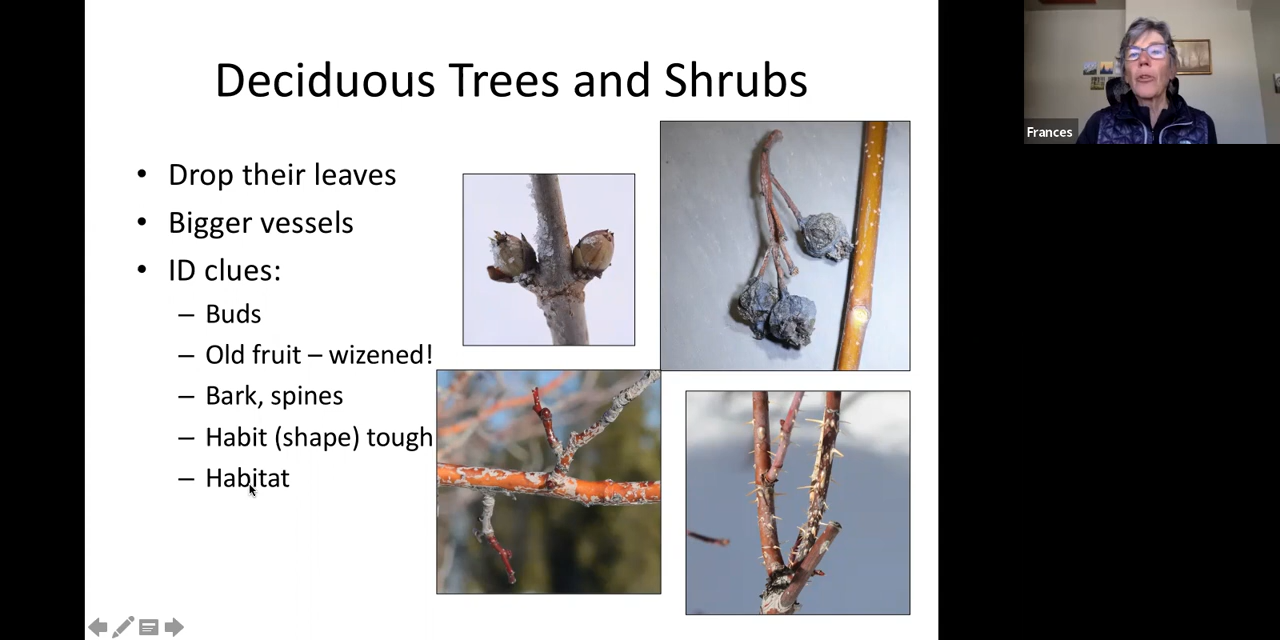 Deciduous Trees and Shrubs
• Drop their leaves
• Bigger vessels
• ID clues:
– Buds
– Old fruit – wizened!
– Bark, spines
– Habit (shape) tough
– Habitat
Frances